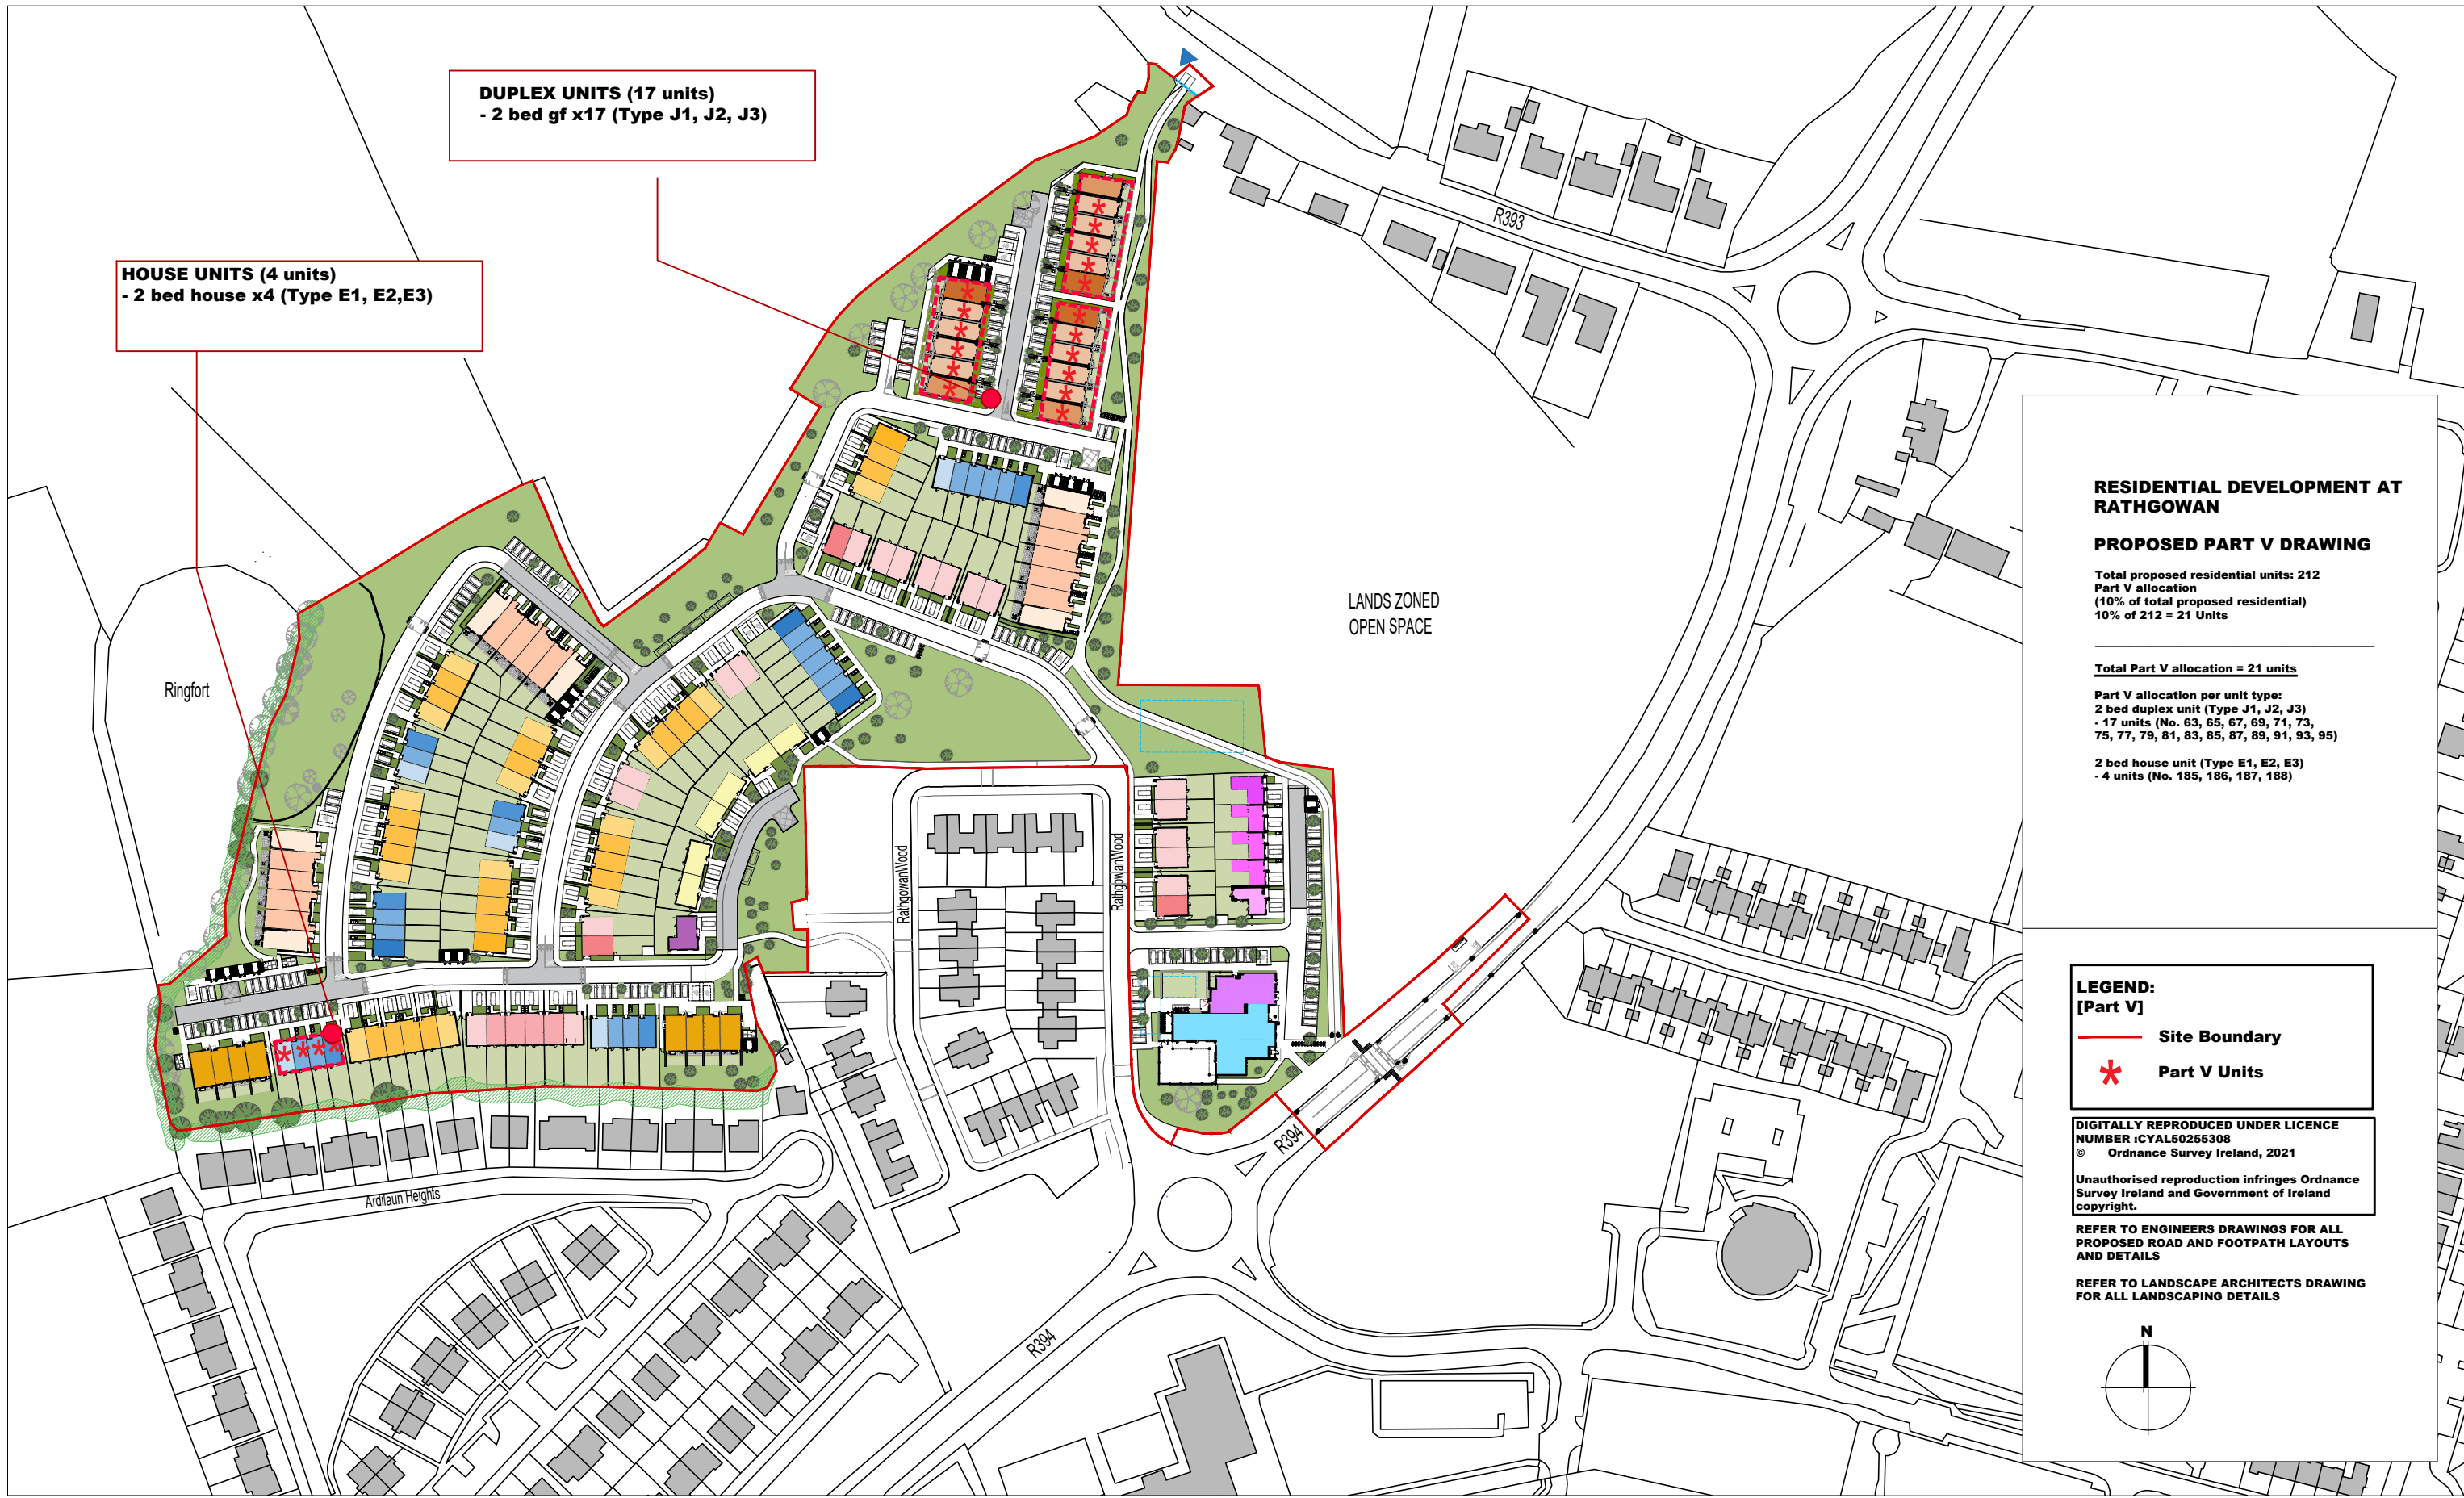 DUPLEX UNITS (17 units)
- 2 bed gf x17 (Type J1, J2, J3)
HOUSE UNITS (4 units)
- 2 bed house x4 (Type E1, E2,E3)
R393
LANDS ZONED
OPEN SPACE
Ringfort
RathgowanWood
RathgowanWood
Ardilaun Heights
R394
R394
RESIDENTIAL DEVELOPMENT AT
RATHGOWAN
PROPOSED PART V DRAWING
Total proposed residential units: 212
Part V allocation
(10% of total proposed residential)
10% of 212 = 21 Units
Total Part V allocation = 21 units
Part V allocation per unit type:
2 bed duplex unit (Type J1, J2, J3)
- 17 units (No. 63, 65, 67, 69, 71, 73,
75, 77, 79, 81, 83, 85, 87, 89, 91, 93, 95)
2 bed house unit (Type E1, E2, E3)
- 4 units (No. 185, 186, 187, 188)
LEGEND:
[Part V]
Site Boundary
Part V Units
DIGITALLY REPRODUCED UNDER LICENCE
NUMBER :CYAL50255308
© Ordnance Survey Ireland, 2021
Unauthorised reproduction infringes Ordnance
Survey Ireland and Government of Ireland
copyright.
REFER TO ENGINEERS DRAWINGS FOR ALL
PROPOSED ROAD AND FOOTPATH LAYOUTS
AND DETAILS
REFER TO LANDSCAPE ARCHITECTS DRAWING
FOR ALL LANDSCAPING DETAILS
N